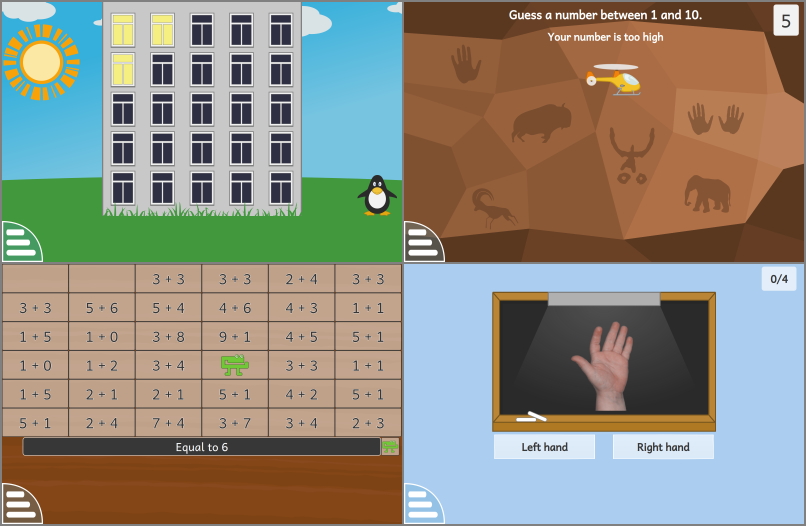 Guess a number between 1 and 10.
5
Your number is too high
3 + 3 3 + 3 2 + 4 3 + 3
3 + 3 5 + 6 5 + 4 4 + 6 4 + 3 1 + 1
1 + 5 1 + 0 3 + 8 9 + 1 4 + 5 5 + 1
1 + 0 1 + 2 3 + 4 3 + 3 1 + 1
1 + 5 2 + 1 2 + 1 5 + 1 4 + 2 5 + 1
5 + 1 2 + 4 7 + 4 3 + 7 3 + 4 2 + 3
Equal to 6
0/4
Left hand Right hand